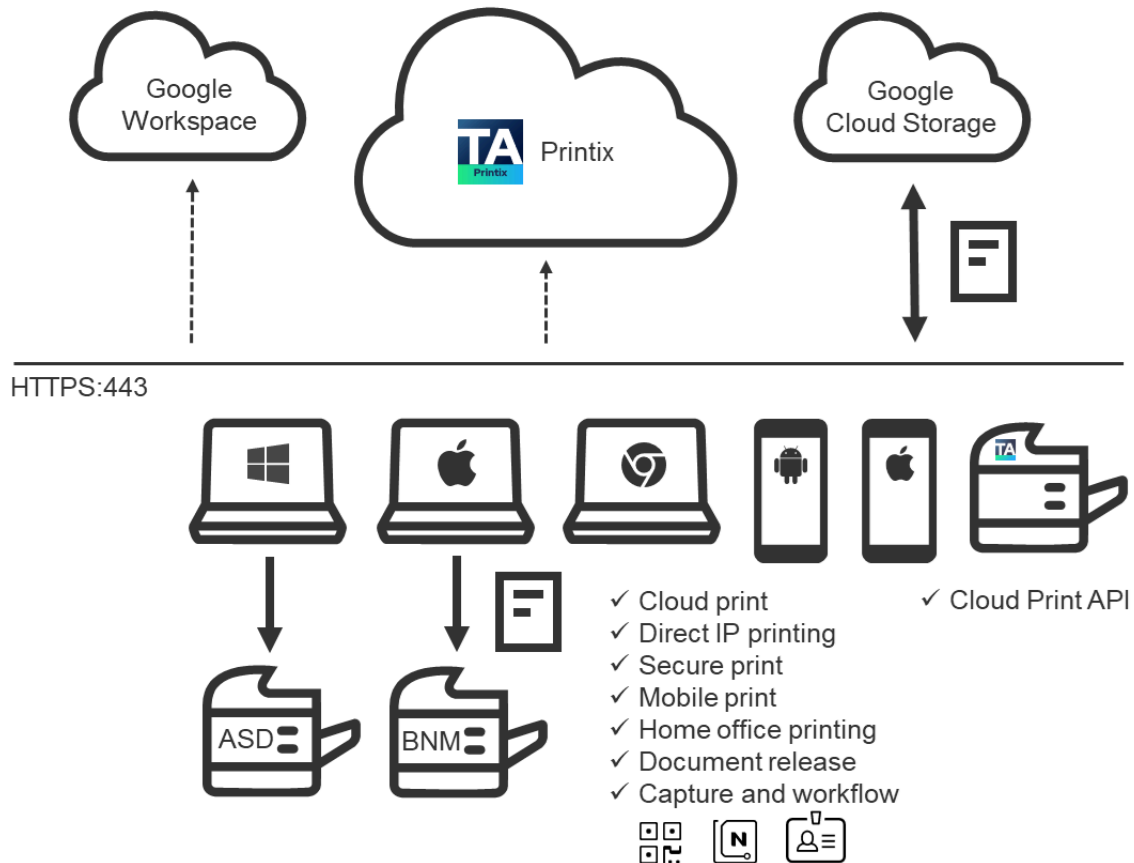 Google
Workspace
TA
Printix
Printix
Google
Cloud Storage
HTTPS:443
TA
ASD
BNM
✓ Cloud print
✓ Direct IP printing
✓ Secure print
✓ Mobile print
✓ Home office printing
✓ Document release
✓ Capture and workflow
✓ Cloud Print API
N